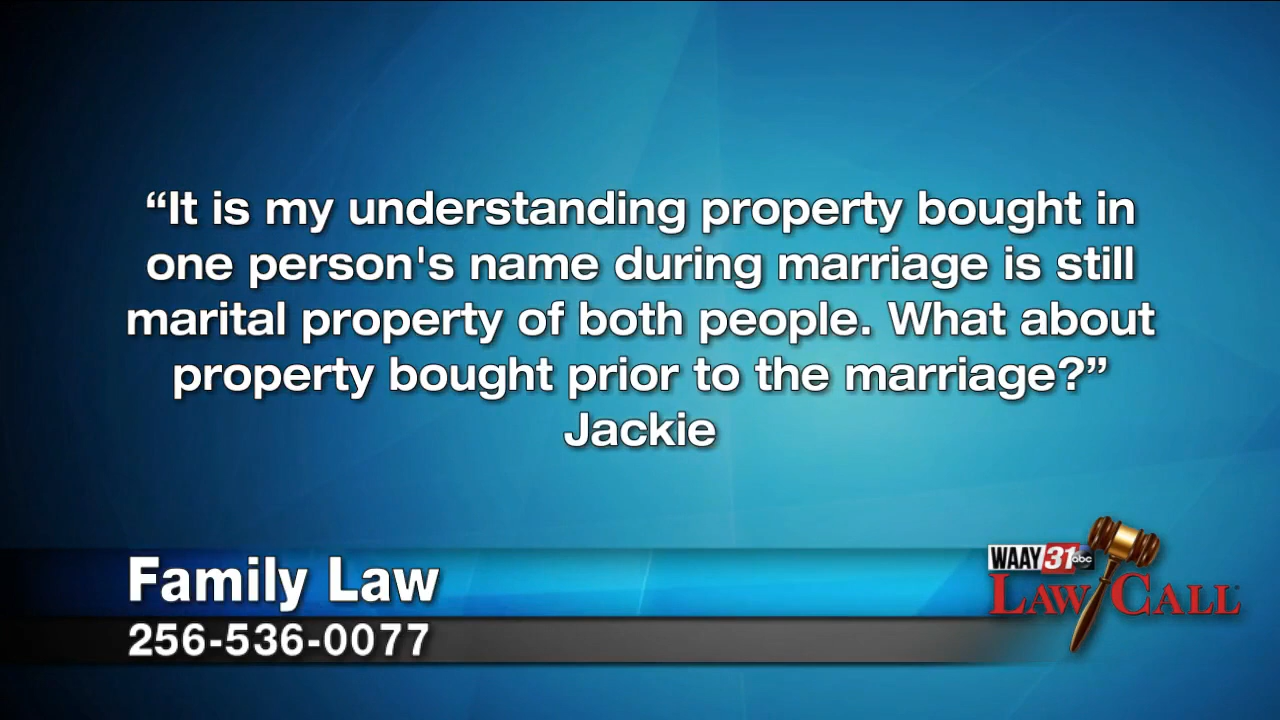 “It is my understanding property bought in
one person's name during marriage is still
marital property of both people. What about
property bought prior to the marriage?”
Jackie
Family Law
256-536-0077
WAAY 31 abc
LAW CALL